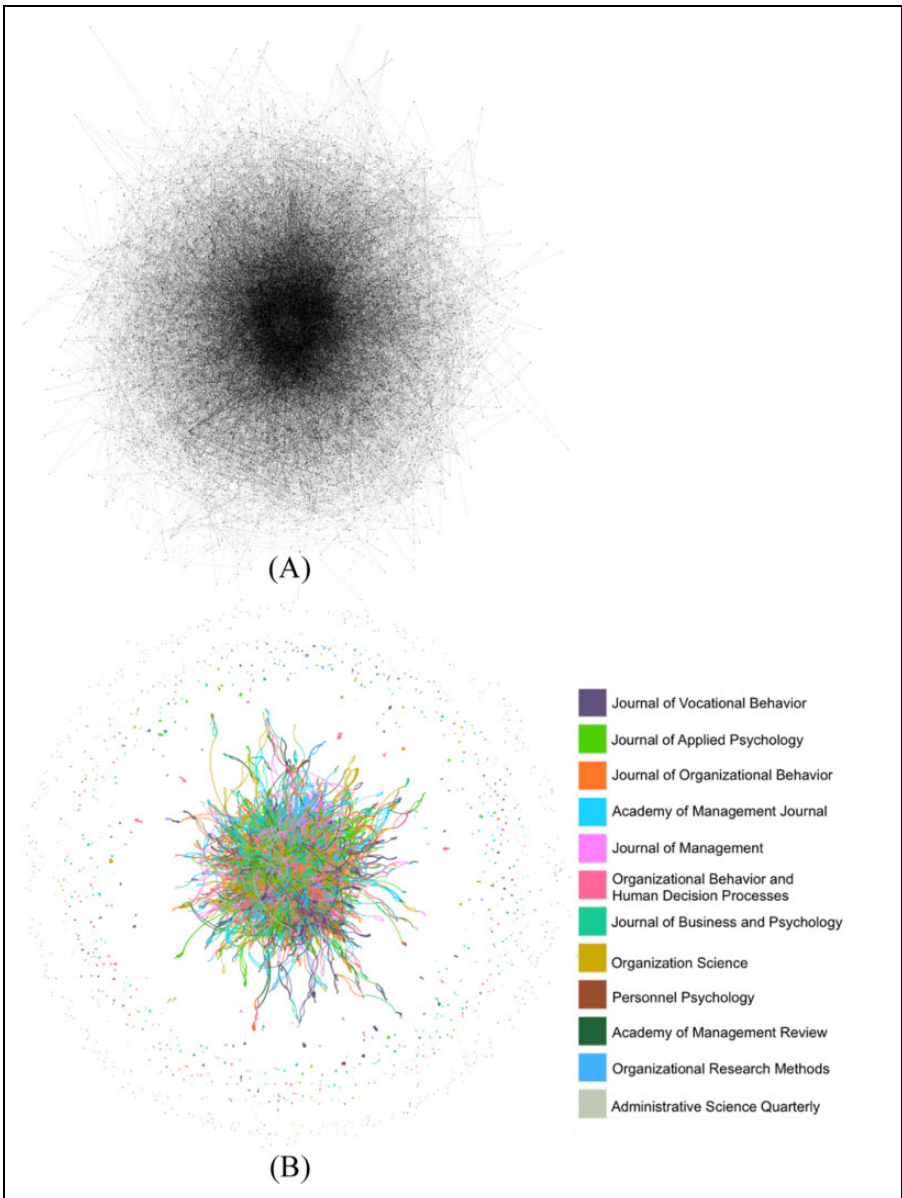 (A)
Journal of Vocational Behavior
Journal of Applied Psychology
Journal of Organizational Behavior
Academy of Management Journal
Journal of Management
Organizational Behavior and
Human Decision Processes
Journal of Business and Psychology
Organization Science
Personnel Psychology
Academy of Management Review
Organizational Research Methods
Administrative Science Quarterly
(B)